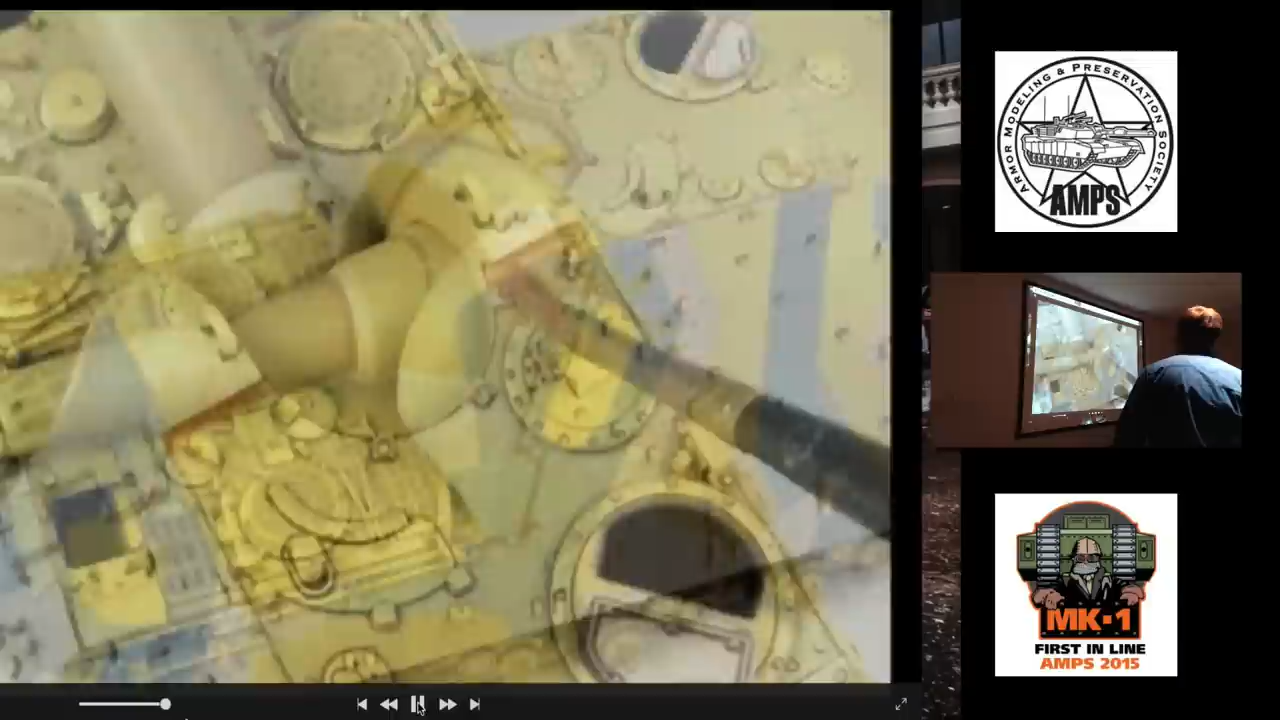 ARMOR MODELING & PRESERVATION SOCIETY
AMPS
MK-1
FIRST IN LINE
AMPS 2015